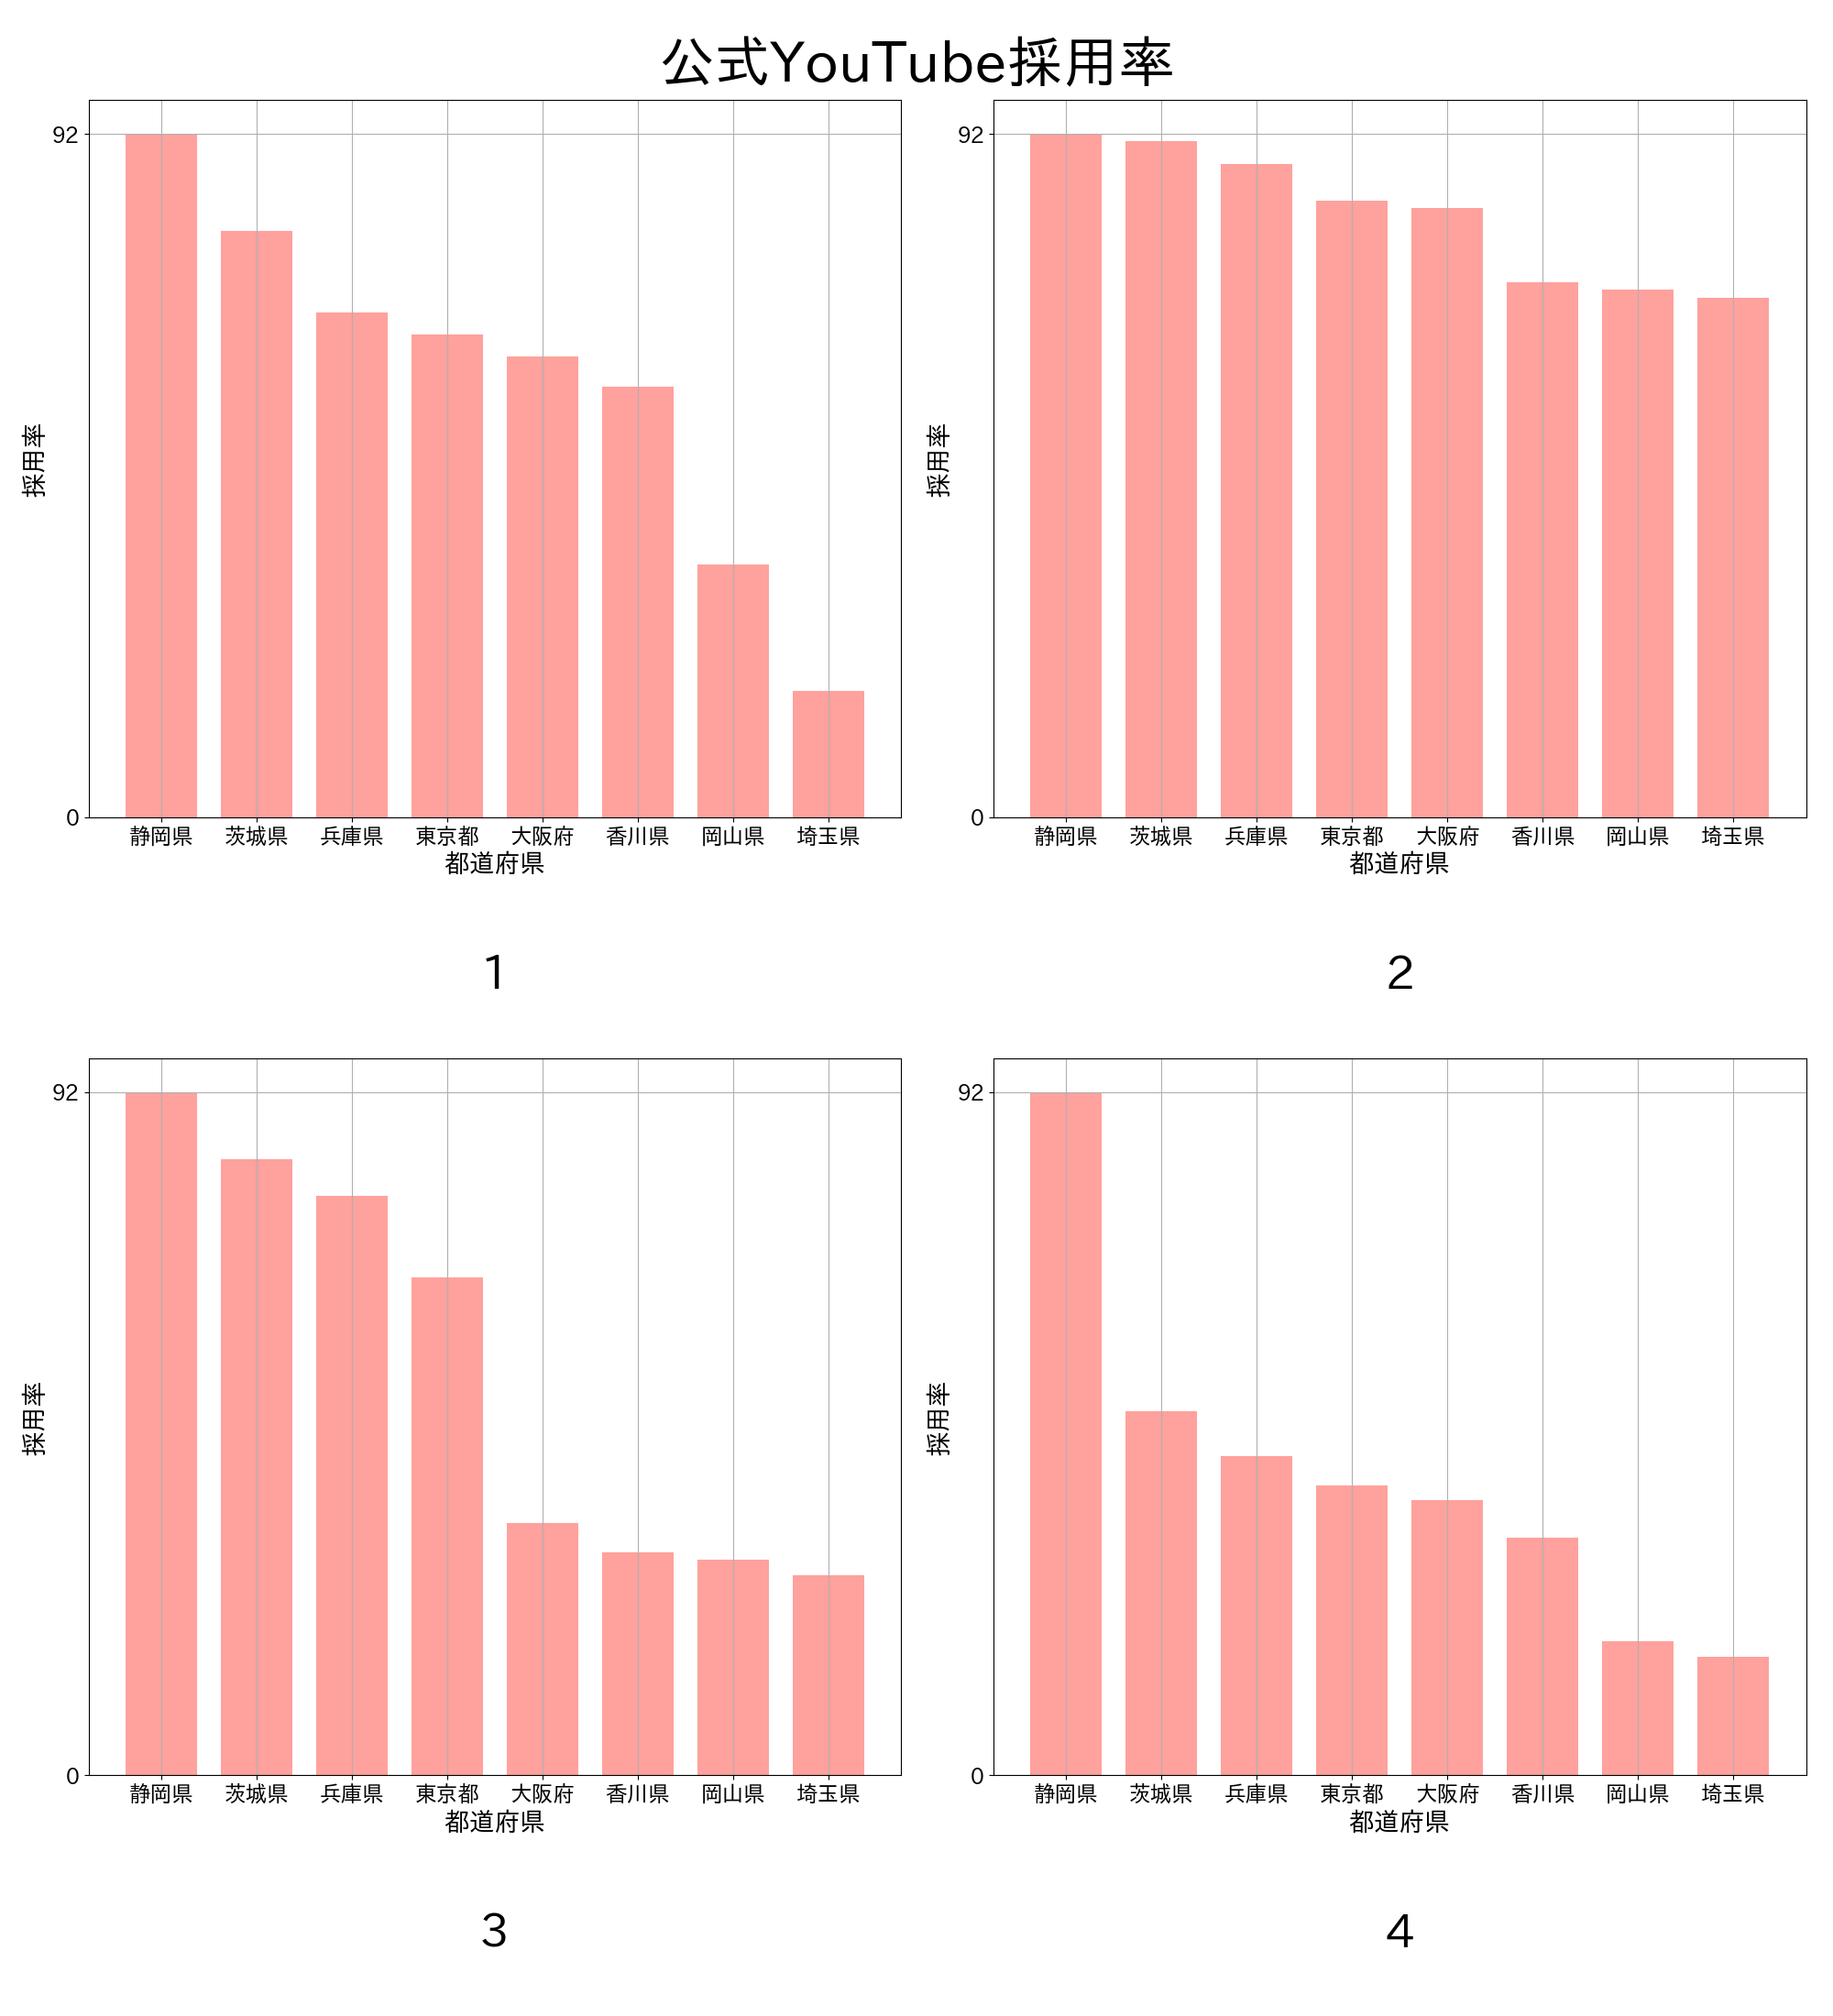 公式YouTube採用率
92
0
採用率
静岡県 茨城県 兵庫県 東京都 大阪府 香川県 岡山県 埼玉県
都道府県
1
92
0
採用率
静岡県 茨城県 兵庫県 東京都 大阪府 香川県 岡山県 埼玉県
都道府県
2
92
0
採用率
静岡県 茨城県 兵庫県 東京都 大阪府 香川県 岡山県 埼玉県
都道府県
3
92
0
採用率
静岡県 茨城県 兵庫県 東京都 大阪府 香川県 岡山県 埼玉県
都道府県
4